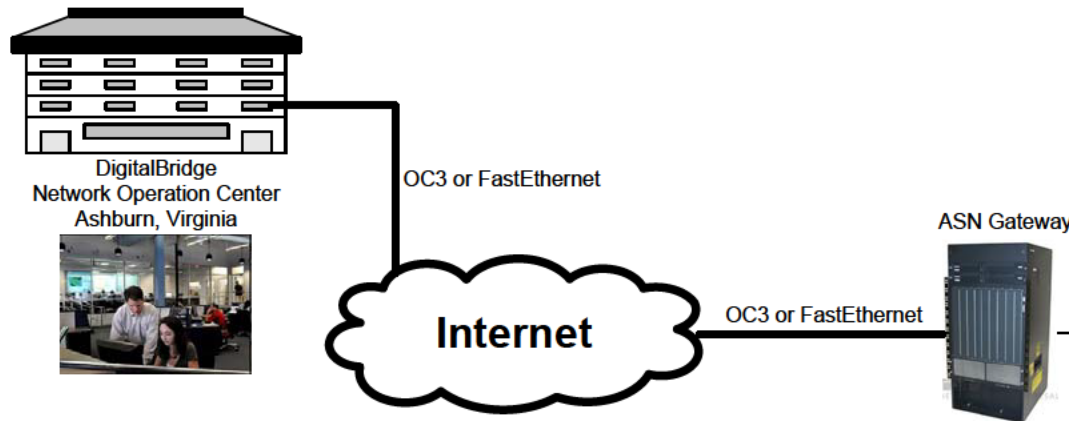 DigitalBridge
Network Operation Center
Ashburn, Virginia
OC3 or FastEthernet
Internet
OC3 or FastEthernet
ASN Gateway